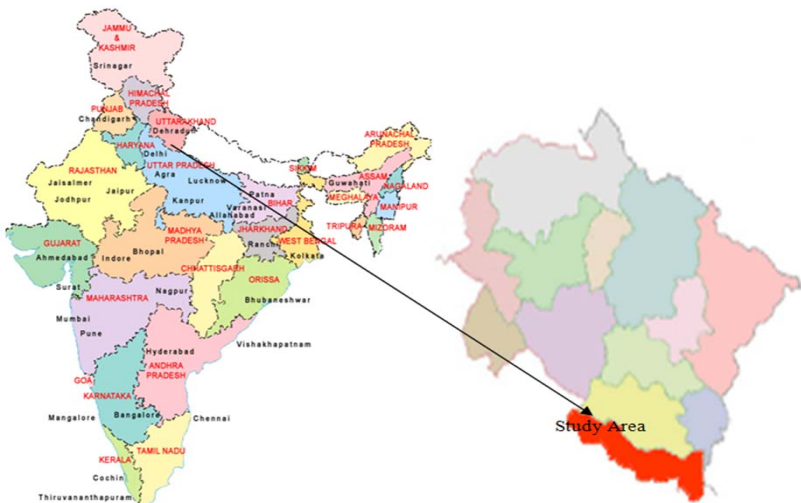 JAMMU
&
KASHMIR
Srinagar
HIMACHAL
PRADESH
PUNJAB
Chandigarh
UTTARAKHAND
Dehradun
HARYANA
Delhi
UTTAR PRADESH
Agra
Lucknow
RAJASTHAN
Jaisalmer
Jaipur
Jodhpur
Kanpur
Allahabad
Varanasi
Patna
BIHAR
SIKKIM
ARUNACHAL
PRADESH
ASSAM
Guwahati
NAGALAND
MEGHALAYA
MANIPUR
TRIPURA
MIZORAM
GUJARAT
Ahmedabad
MADHYA
PRADESH
Bhopal
Indore
JHARKHAND
Ranchi
WEST BENGAL
Kolkata
CHHATTISGARH
ORISSA
Surat
MAHARASHTRA
Nagpur
Bhubaneshwar
Mumbai
Pune
Hyderabad
Vishakhapatnam
ANDHRA
PRADESH
GOA
KARNATAKA
Mangalore
Bangalore
Chennai
KERALA
TAMIL NADU
Cochin
Thiruvananthapuram
Study Area